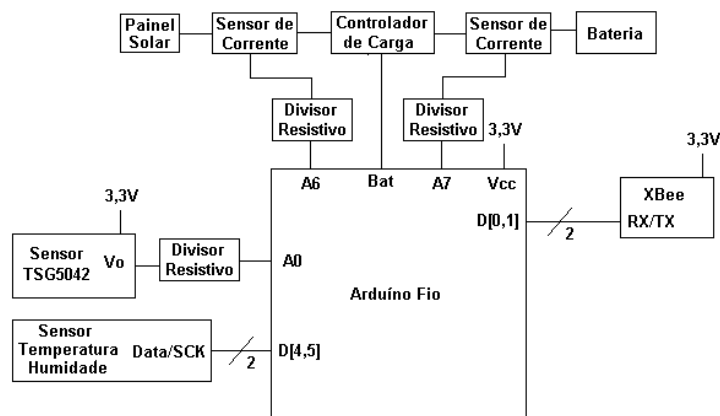 Painel
Solar
Sensor de
Corrente
Controlador
de Carga
Sensor de
Corrente
Bateria
Divisor
Resistivo
Divisor
Resistivo
3,3V
3,3V
A6
Bat
A7
Vcc
XBee
D[0,1]
2
RX/TX
3,3V
Sensor
TSG5042
Vo
Divisor
Resistivo
A0
Arduíno Fio
Sensor
Temperatura
Humidade
Data/SCK
2
D[4,5]